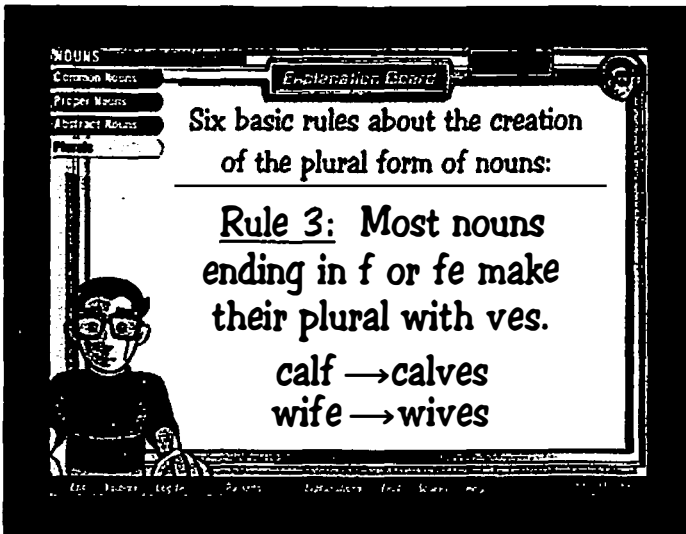 NOUNS
Common Nouns
Proper Nouns
Abstract Nouns
Plurals
Explanation Board
Six basic rules about the creation
of the plural form of nouns:
Rule 3: Most nouns
ending in f or fe make
their plural with ves.
calf → calves
wife → wives